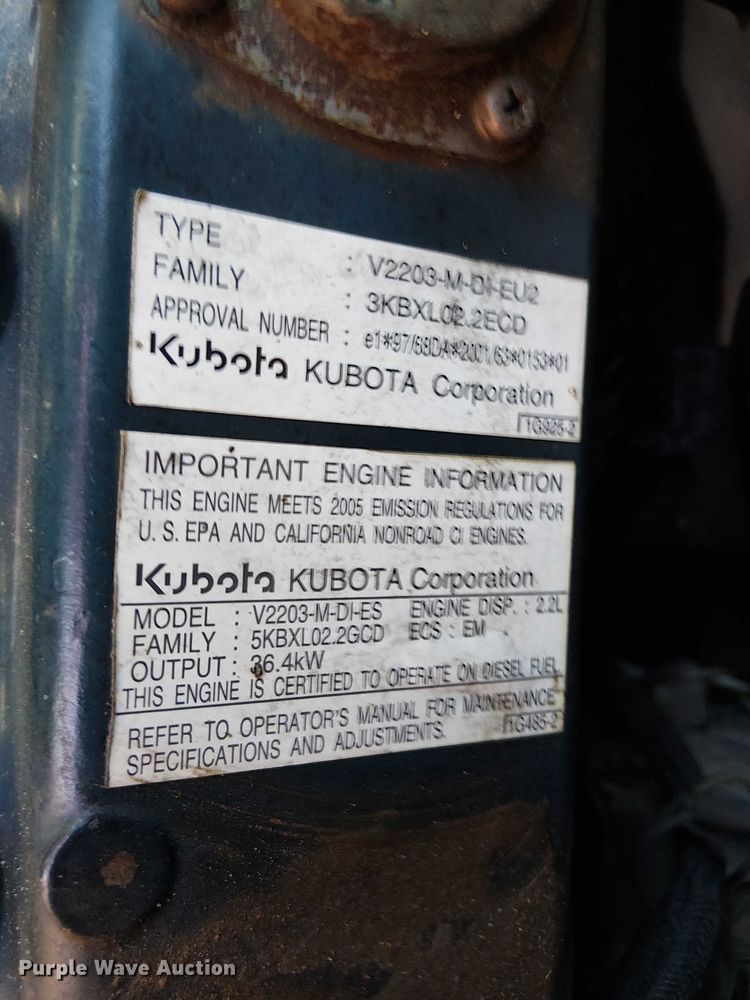 TYPE : V2203-M-DI-EU2
FAMILY : 3KBXL02.2ECD
APPROVAL NUMBER : e1*97/68DA*2001/63*0153*01
Kubota KUBOTA Corporation
1G925-2
IMPORTANT ENGINE INFORMATION
THIS ENGINE MEETS 2005 EMISSION REGULATIONS FOR
U.S. EPA AND CALIFORNIA NONROAD CI ENGINES.
Kubota KUBOTA Corporation
MODEL : V2203-M-DI-ES ENGINE DISP. : 2.2L
FAMILY : 5KBXL02.2GCD ECS : EM
OUTPUT : 36.4kW
THIS ENGINE IS CERTIFIED TO OPERATE ON DIESEL FUEL
REFER TO OPERATOR'S MANUAL FOR MAINTENANCE
SPECIFICATIONS AND ADJUSTMENTS.
1G485-2
Purple Wave Auction